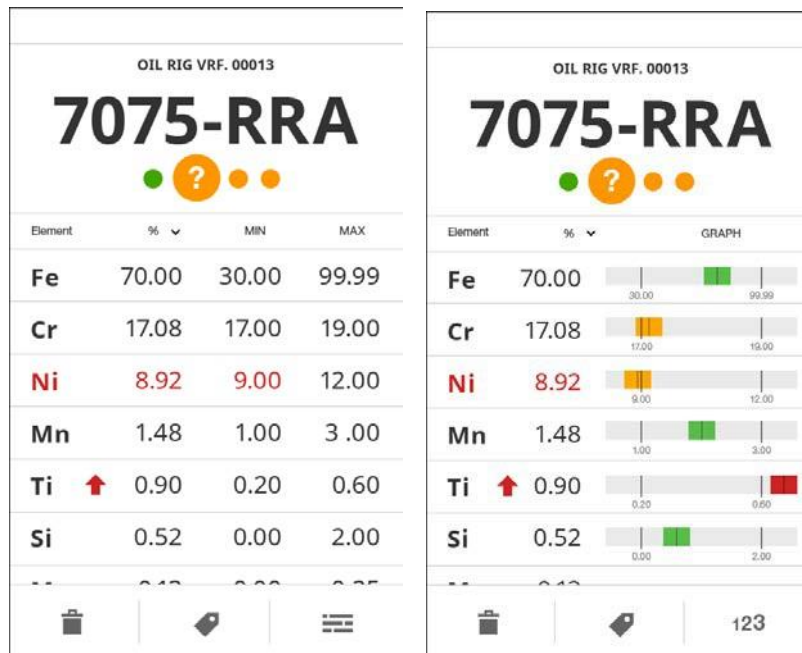 OIL RIG VRF. 00013
7075-RRA
?
Element % MIN MAX
Fe 70.00 30.00 99.99
Cr 17.08 17.00 19.00
Ni 8.92 9.00 12.00
Mn 1.48 1.00 3 .00
Ti 0.90 0.20 0.60
Si 0.52 0.00 2.00
OIL RIG VRF. 00013
7075-RRA
?
Element % GRAPH
Fe 70.00
30.00 99.99
Cr 17.08
17.00 19.00
Ni 8.92
9.00 12.00
Mn 1.48
1.00 3.00
Ti 0.90
0.20 0.60
Si 0.52
0.00 2.00
123